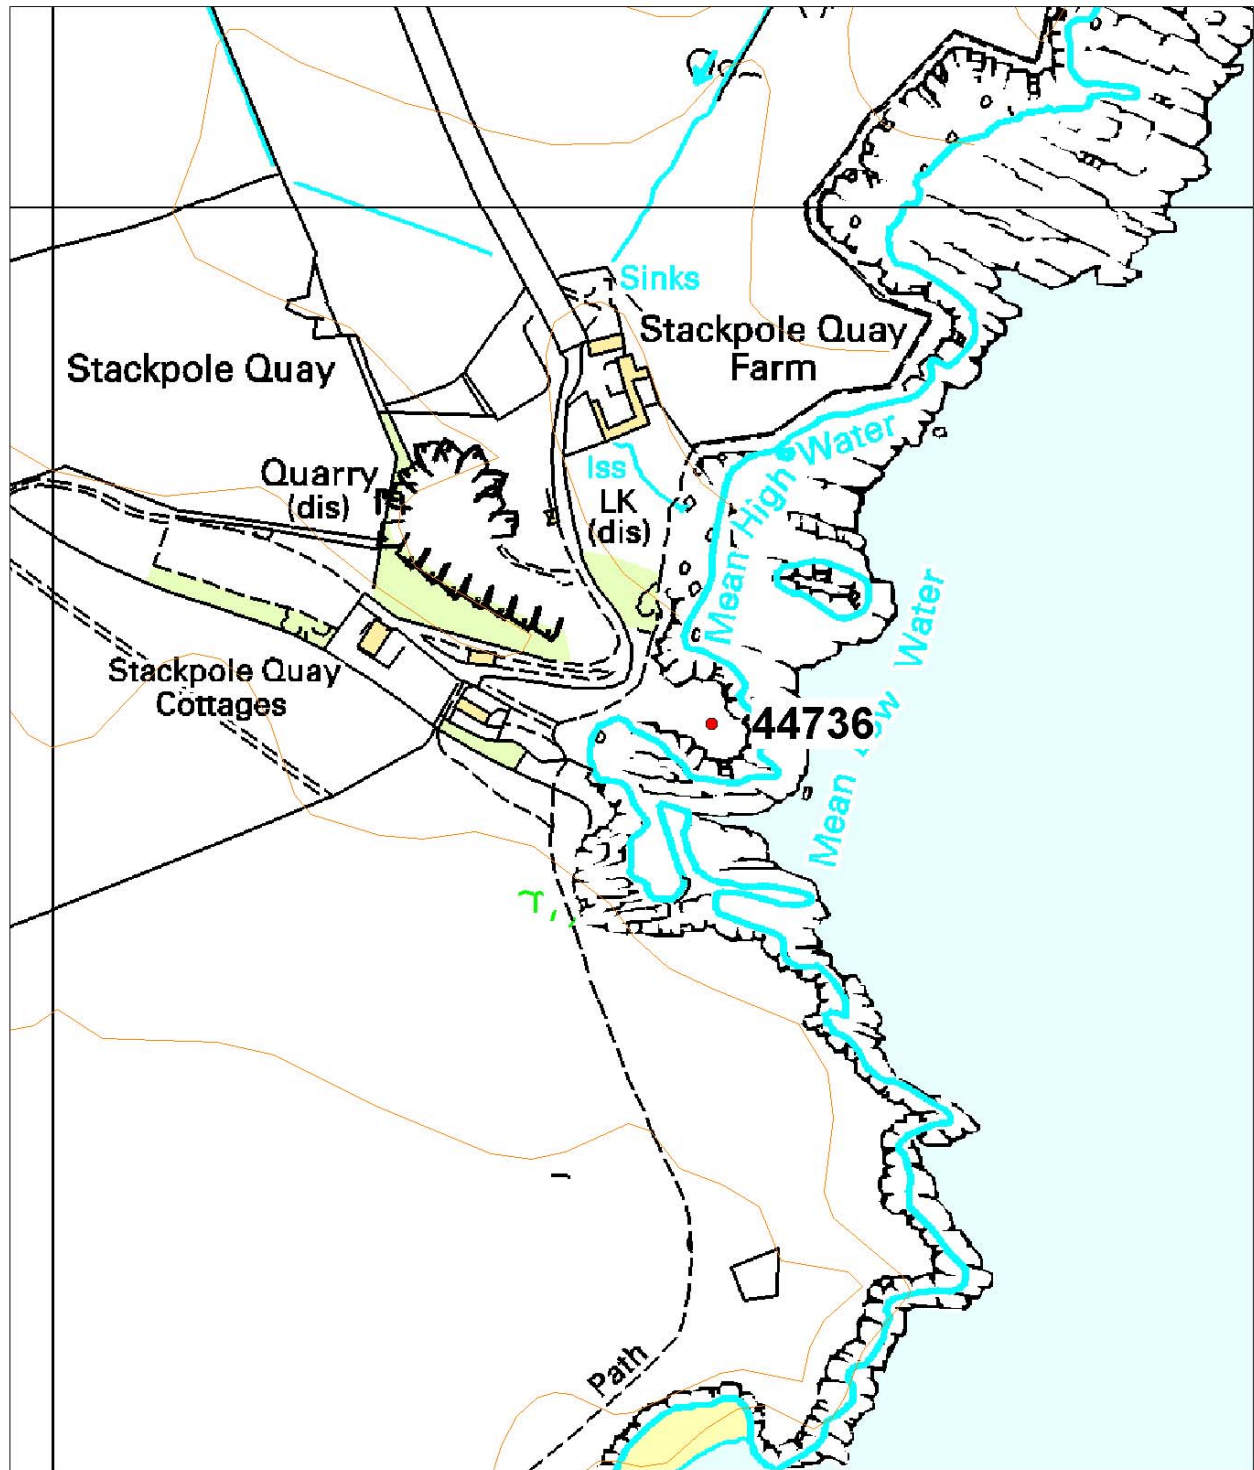 Sinks
Stackpole Quay
Farm
Stackpole Quay
Mean High Water
Quarry
(dis)
Iss
LK
(dis)
Stackpole Quay
Cottages
44736
Mean Low Water
Path